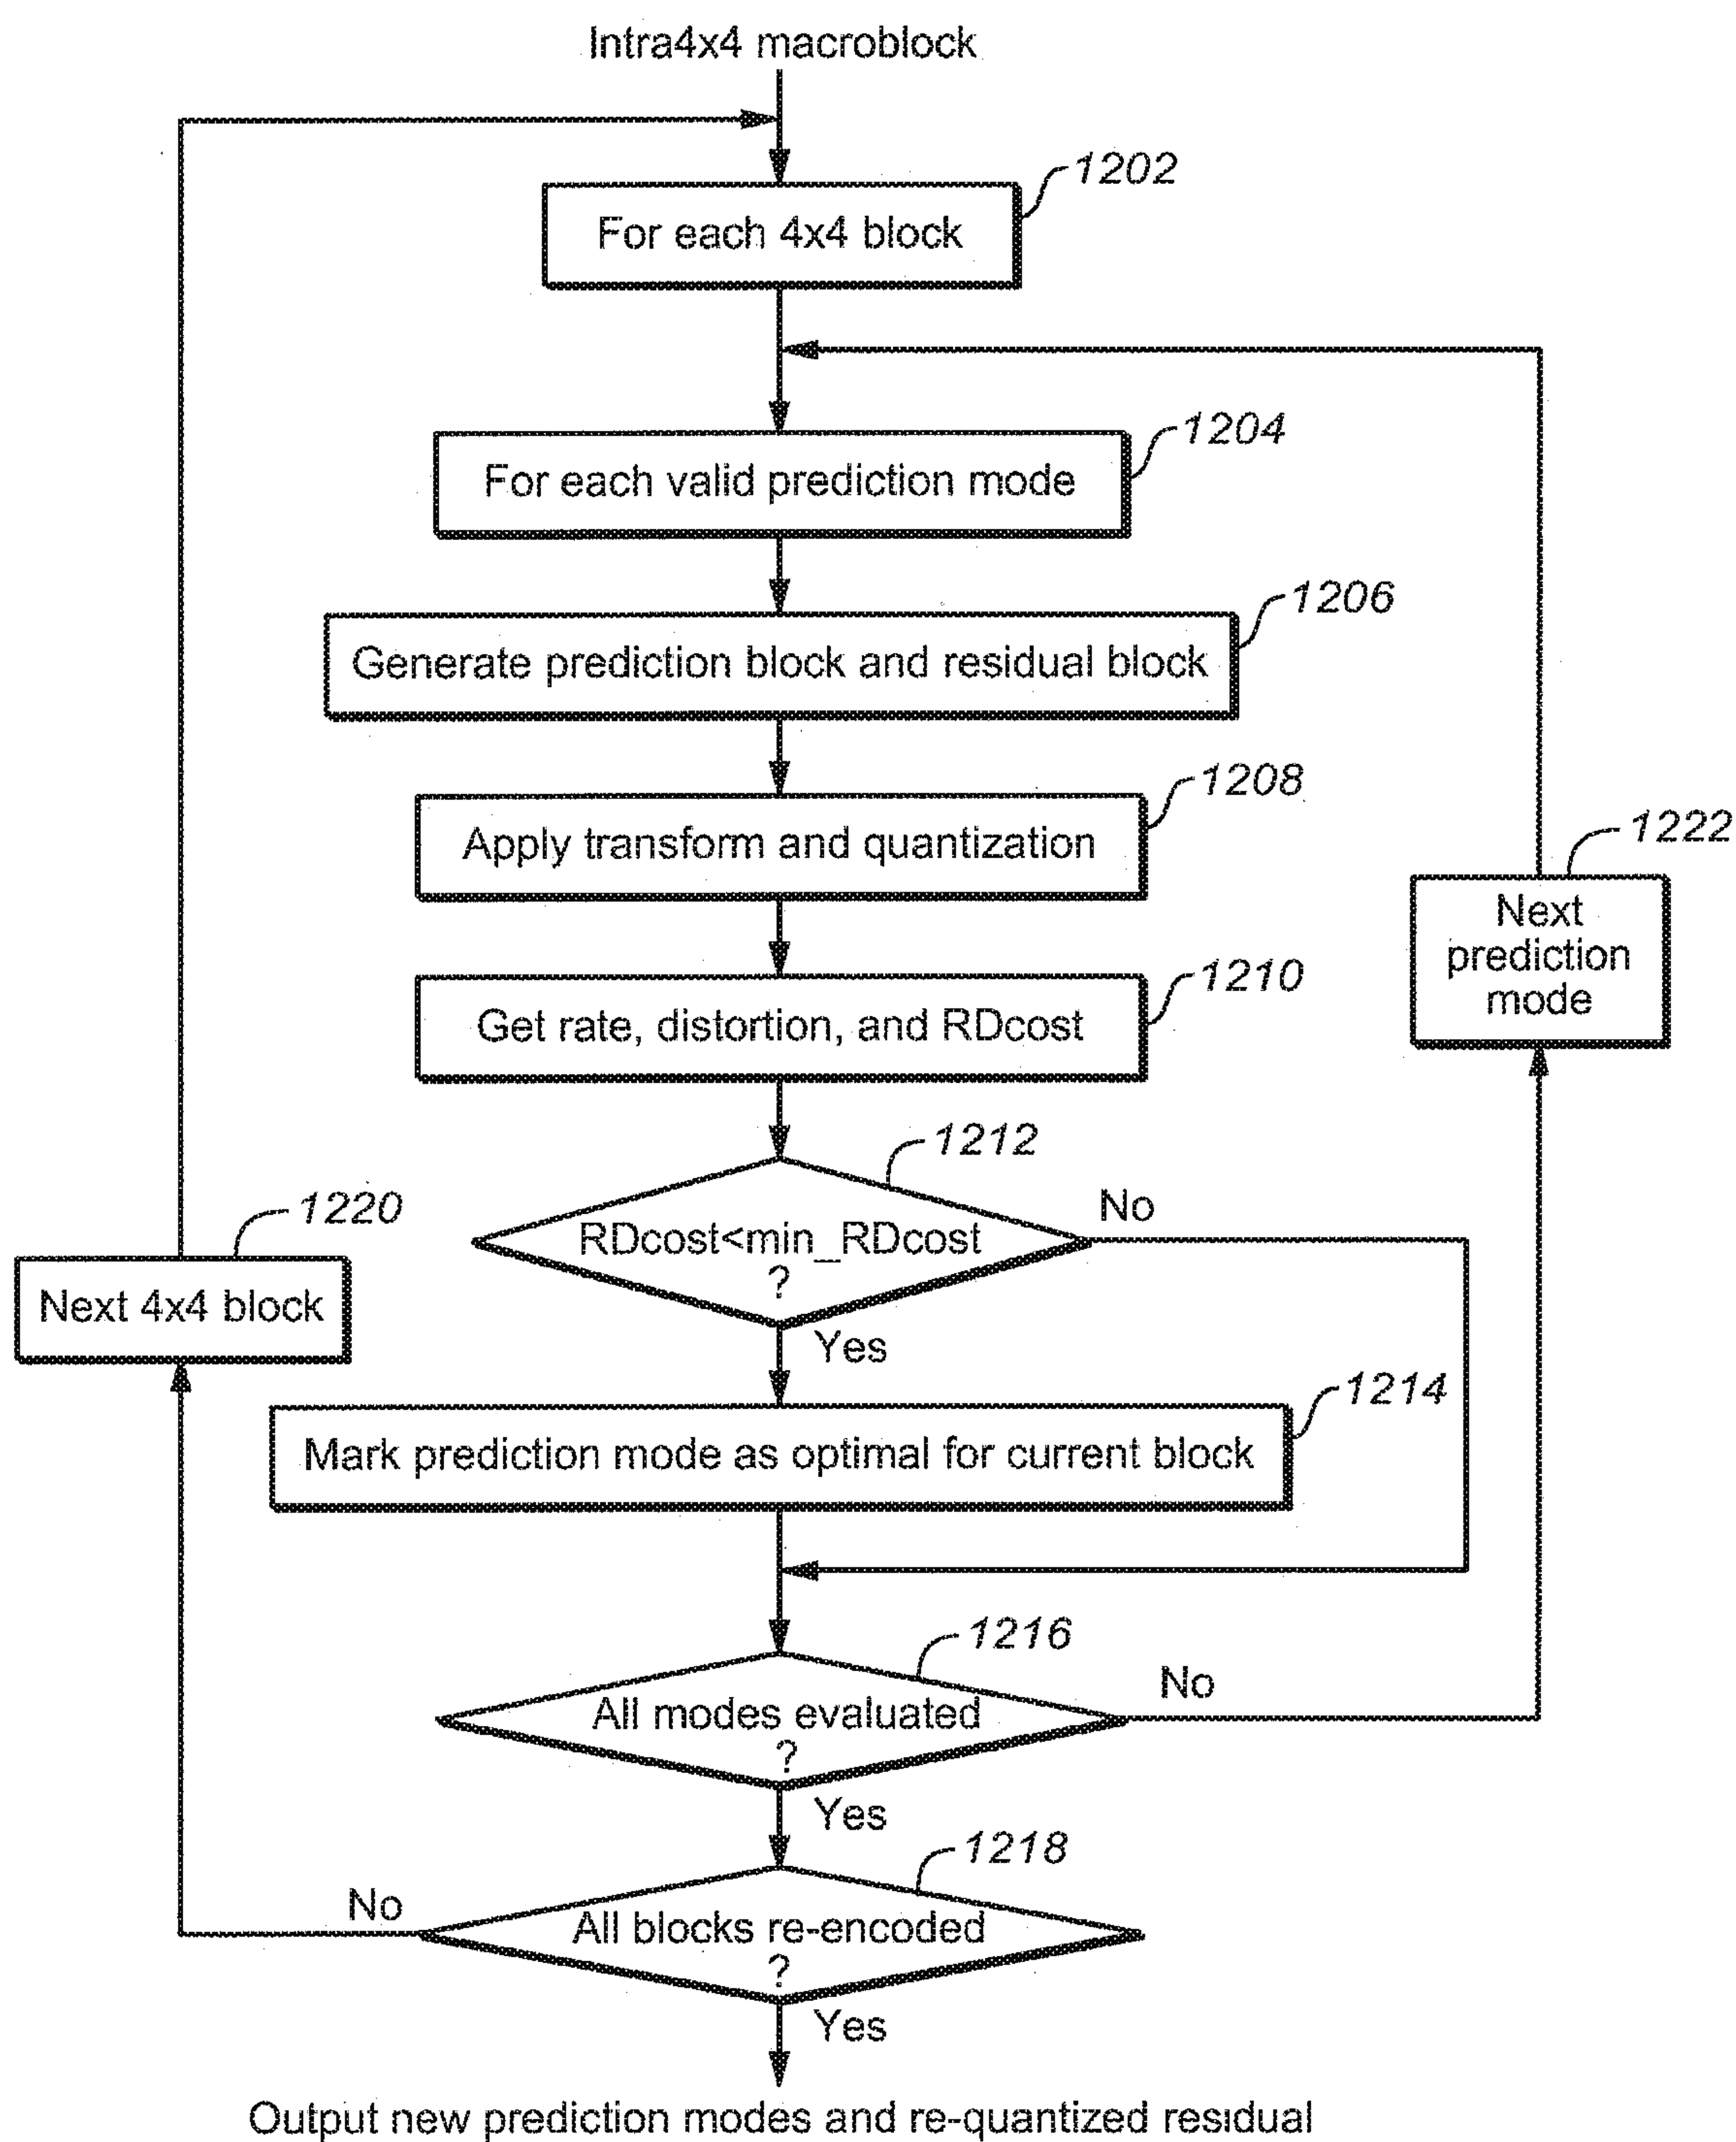 Intra4x4 macroblock
1202
For each 4x4 block
1204
For each valid prediction mode
1206
Generate prediction block and residual block
1208
Apply transform and quantization
1222
Next
prediction
mode
1210
Get rate, distortion, and RDcost
1212
No
RDcost<min_RDcost
?
Yes
1220
Next 4x4 block
1214
Mark prediction mode as optimal for current block
1216
No
All modes evaluated
?
Yes
1218
No
All blocks re-encoded
?
Yes
Output new prediction modes and re-quantized residual